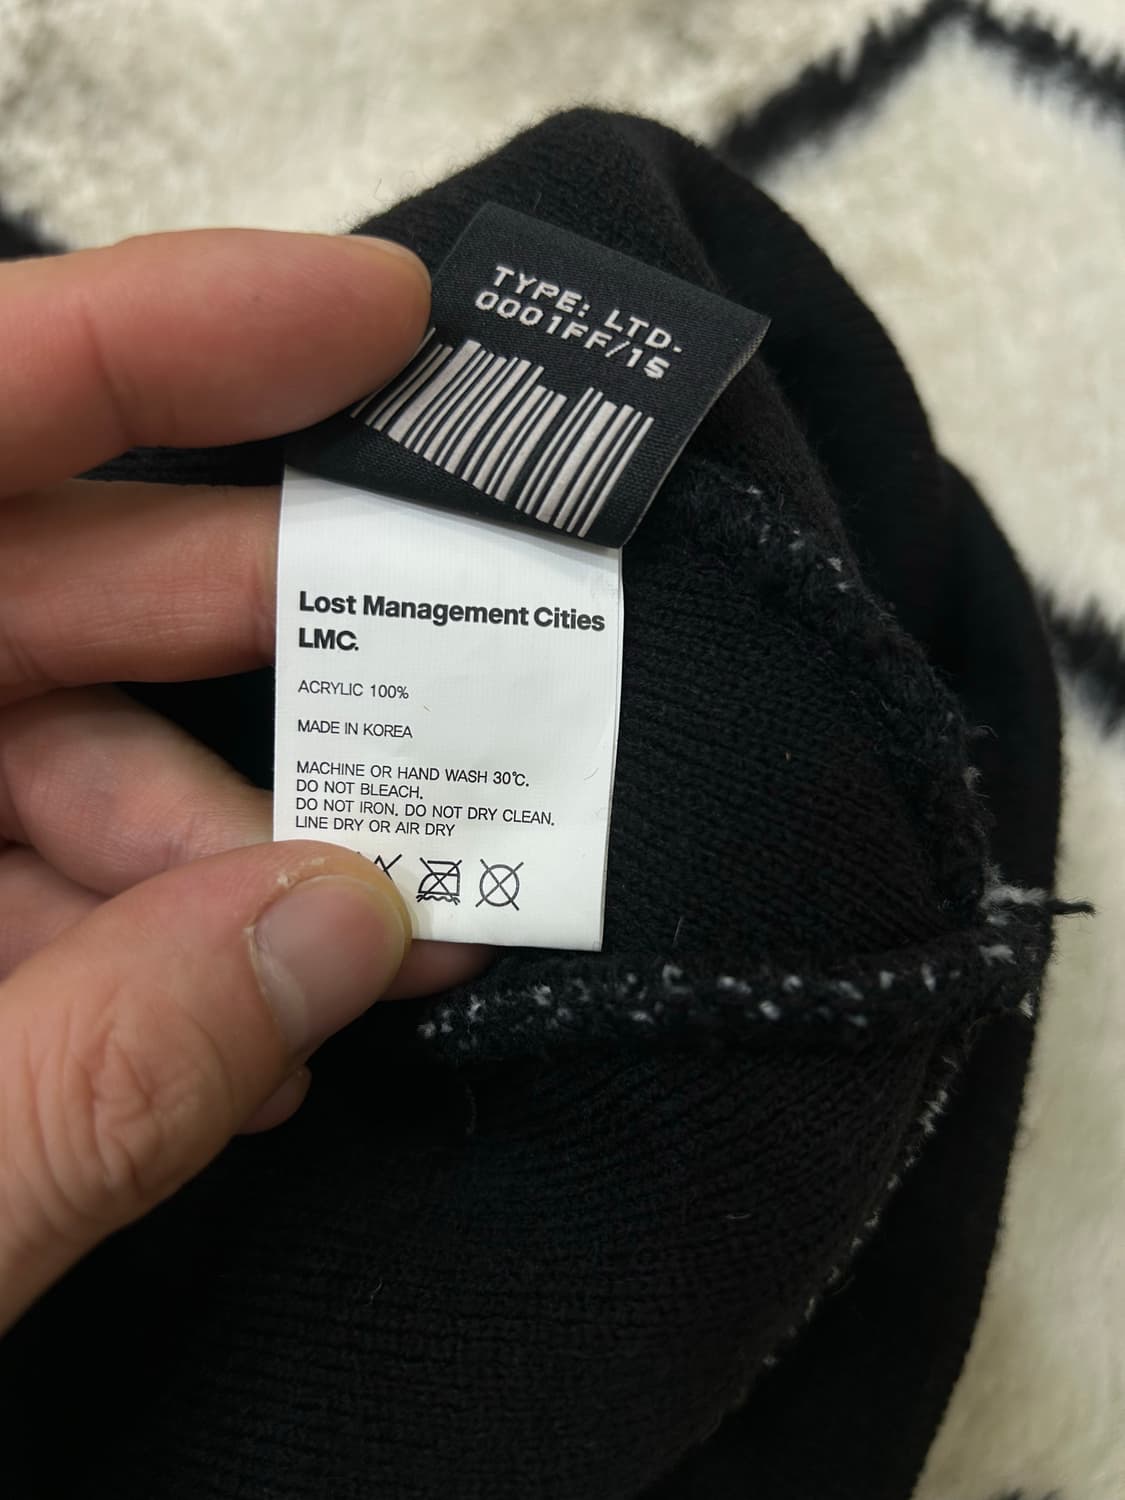 TYPE: LTD-
0001FF/15
Lost Management Cities
LMC.
ACRYLIC 100%
MADE IN KOREA
MACHINE OR HAND WASH 30℃.
DO NOT BLEACH.
DO NOT IRON. DO NOT DRY CLEAN.
LINE DRY OR AIR DRY